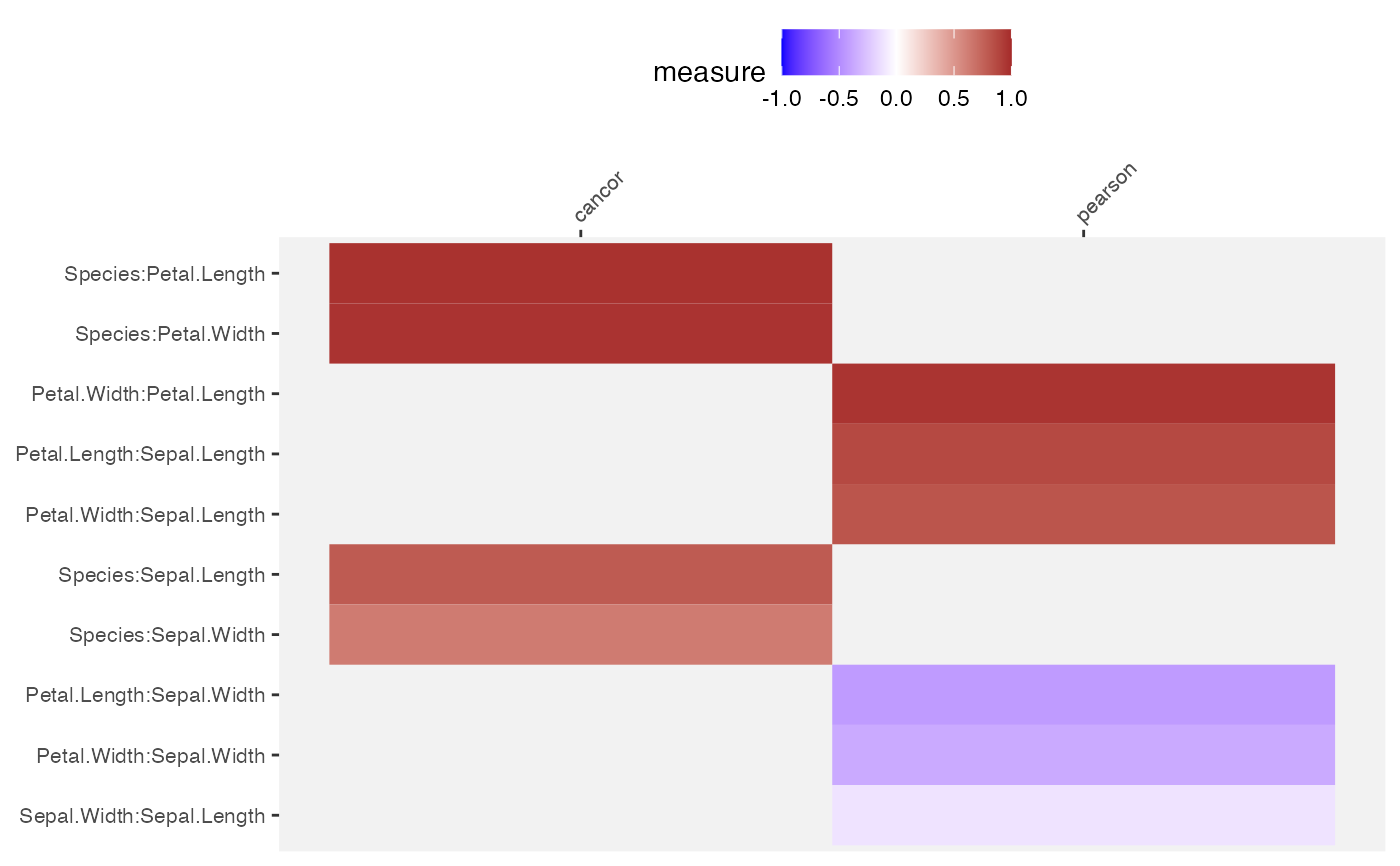 measure
-1.0 -0.5 0.0 0.5 1.0
cancor pearson
Species:Petal.Length
Species:Petal.Width
Petal.Width:Petal.Length
Petal.Length:Sepal.Length
Petal.Width:Sepal.Length
Species:Sepal.Length
Species:Sepal.Width
Petal.Length:Sepal.Width
Petal.Width:Sepal.Width
Sepal.Width:Sepal.Length